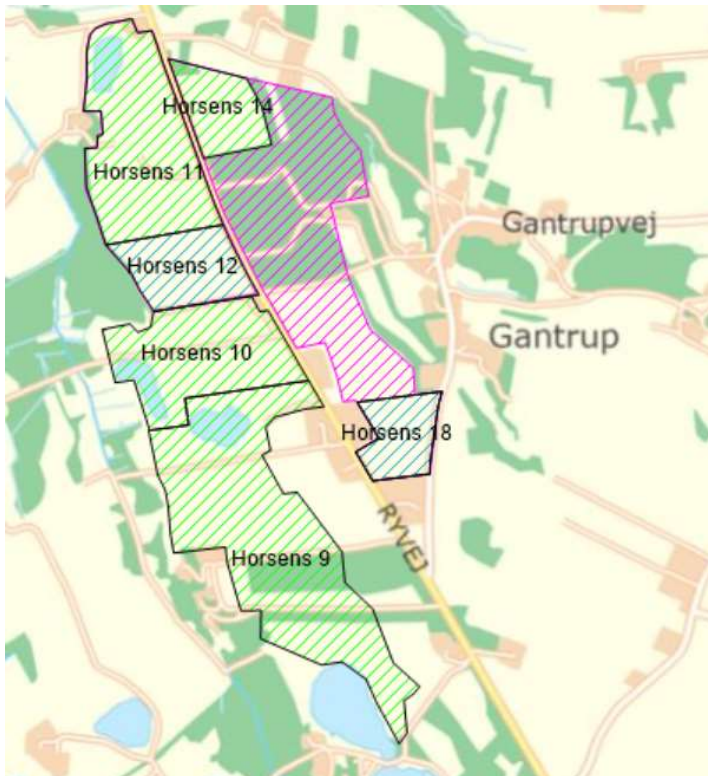 Horsens 14
Horsens 11
Gantrupvej
Horsens 12
Gantrup
Horsens 10
Horsens 18
RYVEJ
Horsens 9